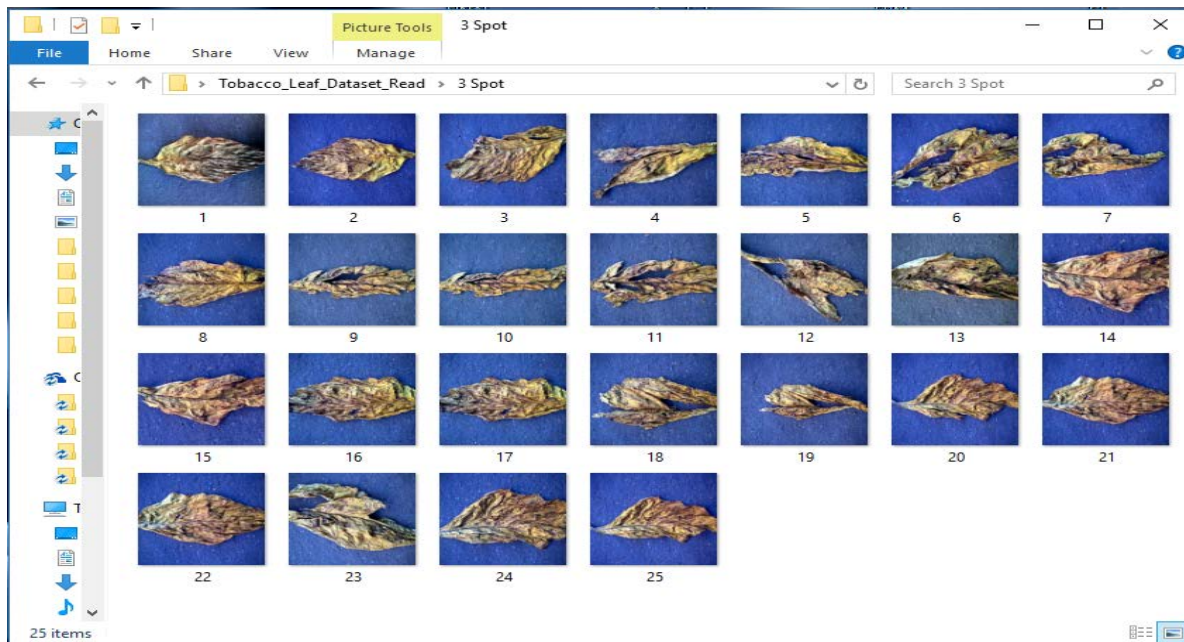 Picture Tools 3 Spot
File Home Share View Manage
Tobacco_Leaf_Dataset_Read > 3 Spot
Search 3 Spot
1 2 3 4 5 6 7
8 9 10 11 12 13 14
15 16 17 18 19 20 21
22 23 24 25
25 items